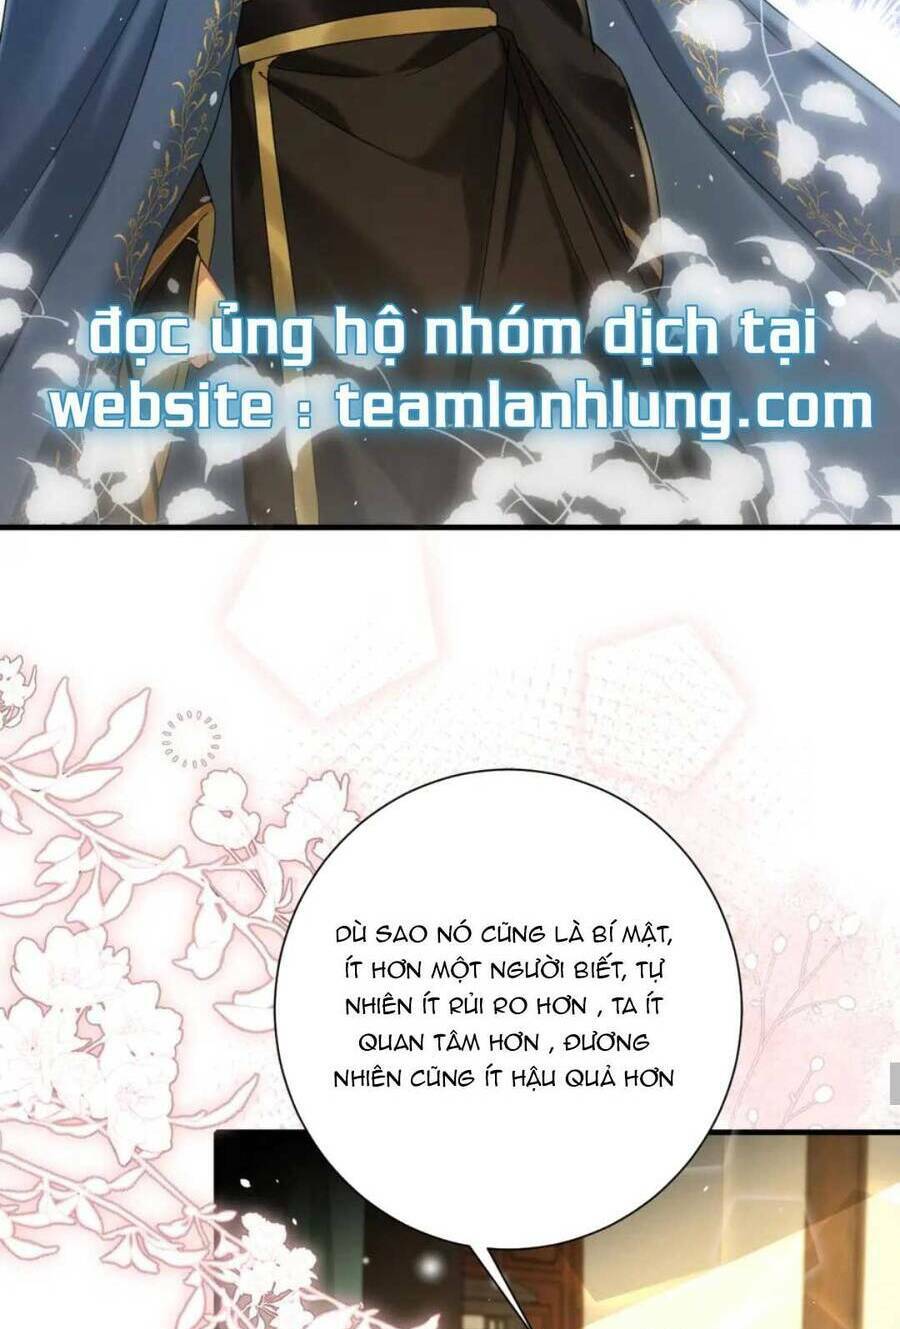 đọc ủng hộ nhóm dịch tại
website : teamlanhlung.com
DÙ SAO NÓ CŨNG LÀ BÍ MẬT,
ÍT HƠN MỘT NGƯỜI BIẾT, TỰ
NHIÊN ÍT RỦI RO HƠN , TA ÍT
QUAN TÂM HƠN , ĐƯƠNG
NHIÊN CŨNG ÍT HẬU QUẢ HƠN